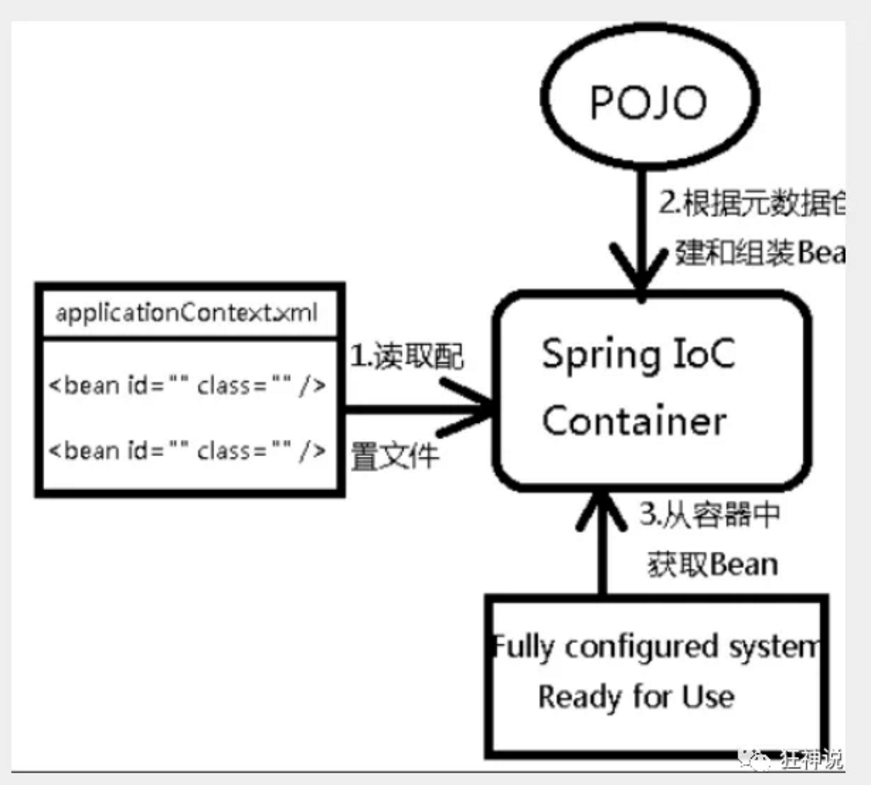 POJO
2.根据元数据创
建和组装Bea
applicationContext.xml
<bean id="" class="" />
<bean id="" class="" />
1.读取配
置文件
Spring IoC
Container
3.从容器中
获取Bean
Fully configured system
Ready for Use
狂神说